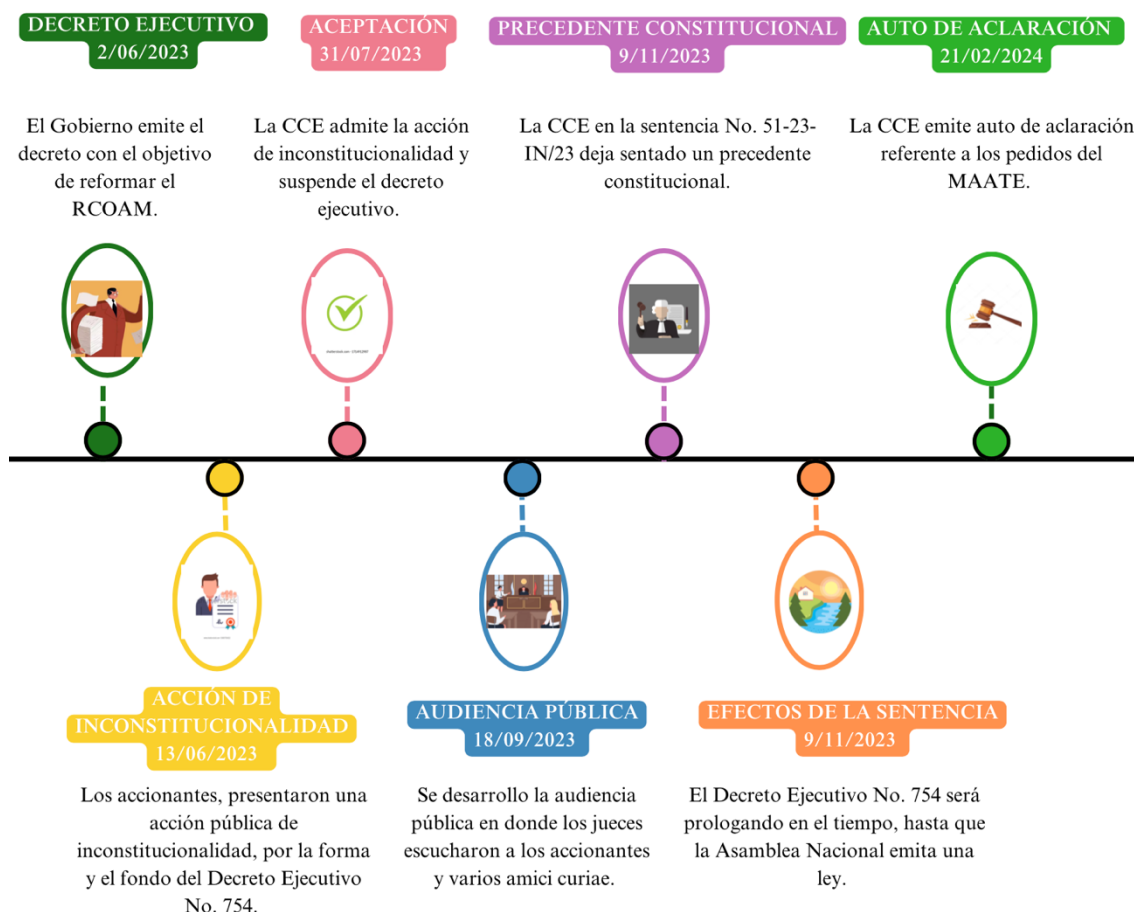 DECRETO EJECUTIVO
2/06/2023
El Gobierno emite el
decreto con el objetivo
de reformar el
RCOAM.
ACCIÓN DE
INCONSTITUCIONALIDAD
13/06/2023
Los accionantes, presentaron una
acción pública de
inconstitucionalidad, por la forma
y el fondo del Decreto Ejecutivo
No. 754.
ACEPTACIÓN
31/07/2023
La CCE admite la acción
de inconstitucionalidad y
suspende el decreto
ejecutivo.
AUDIENCIA PÚBLICA
18/09/2023
Se desarrollo la audiencia
pública en donde los jueces
escucharon a los accionantes
y varios amici curiae.
PRECEDENTE CONSTITUCIONAL
9/11/2023
La CCE en la sentencia No. 51-23-
IN/23 deja sentado un precedente
constitucional.
EFECTOS DE LA SENTENCIA
9/11/2023
El Decreto Ejecutivo No. 754 será
prologando en el tiempo, hasta que
la Asamblea Nacional emita una
ley.
AUTO DE ACLARACIÓN
21/02/2024
La CCE emite auto de aclaración
referente a los pedidos del
MAATE.